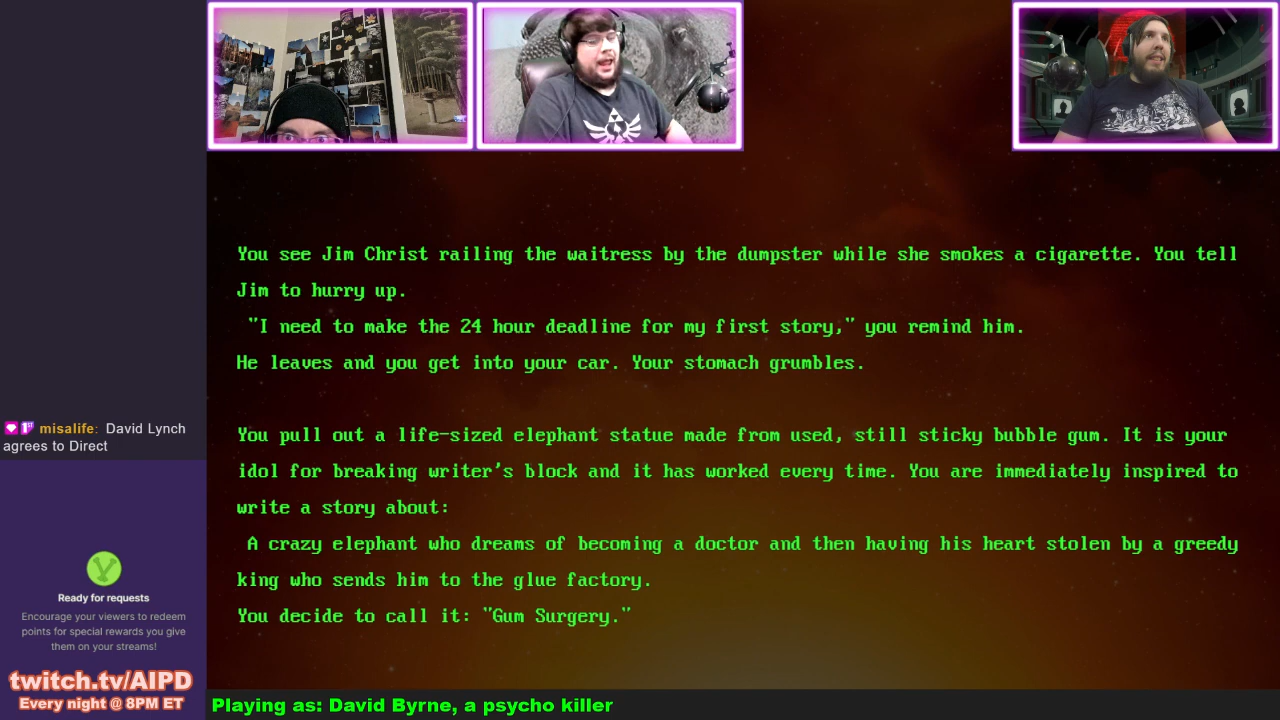 You see Jim Christ railing the waitress by the dumpster while she smokes a cigarette. You tell
Jim to hurry up.
"I need to make the 24 hour deadline for my first story," you remind him.
He leaves and you get into your car. Your stomach grumbles.
You pull out a life-sized elephant statue made from used, still sticky bubble gum. It is your
idol for breaking writer's block and it has worked every time. You are immediately inspired to
write a story about:
A crazy elephant who dreams of becoming a doctor and then having his heart stolen by a greedy
king who sends him to the glue factory.
You decide to call it: "Gum Surgery."
misalife: David Lynch
agrees to Direct
Ready for requests
Encourage your viewers to redeem
points for special rewards you give
them on your streams!
twitch.tv/AIPD
Every night @ 8PM ET
Playing as: David Byrne, a psycho killer